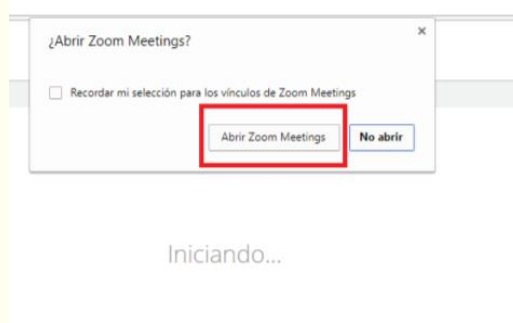 ¿Abrir Zoom Meetings?
×
Recordar mi selección para los vínculos de Zoom Meetings
Abrir Zoom Meetings No abrir
Iniciando...